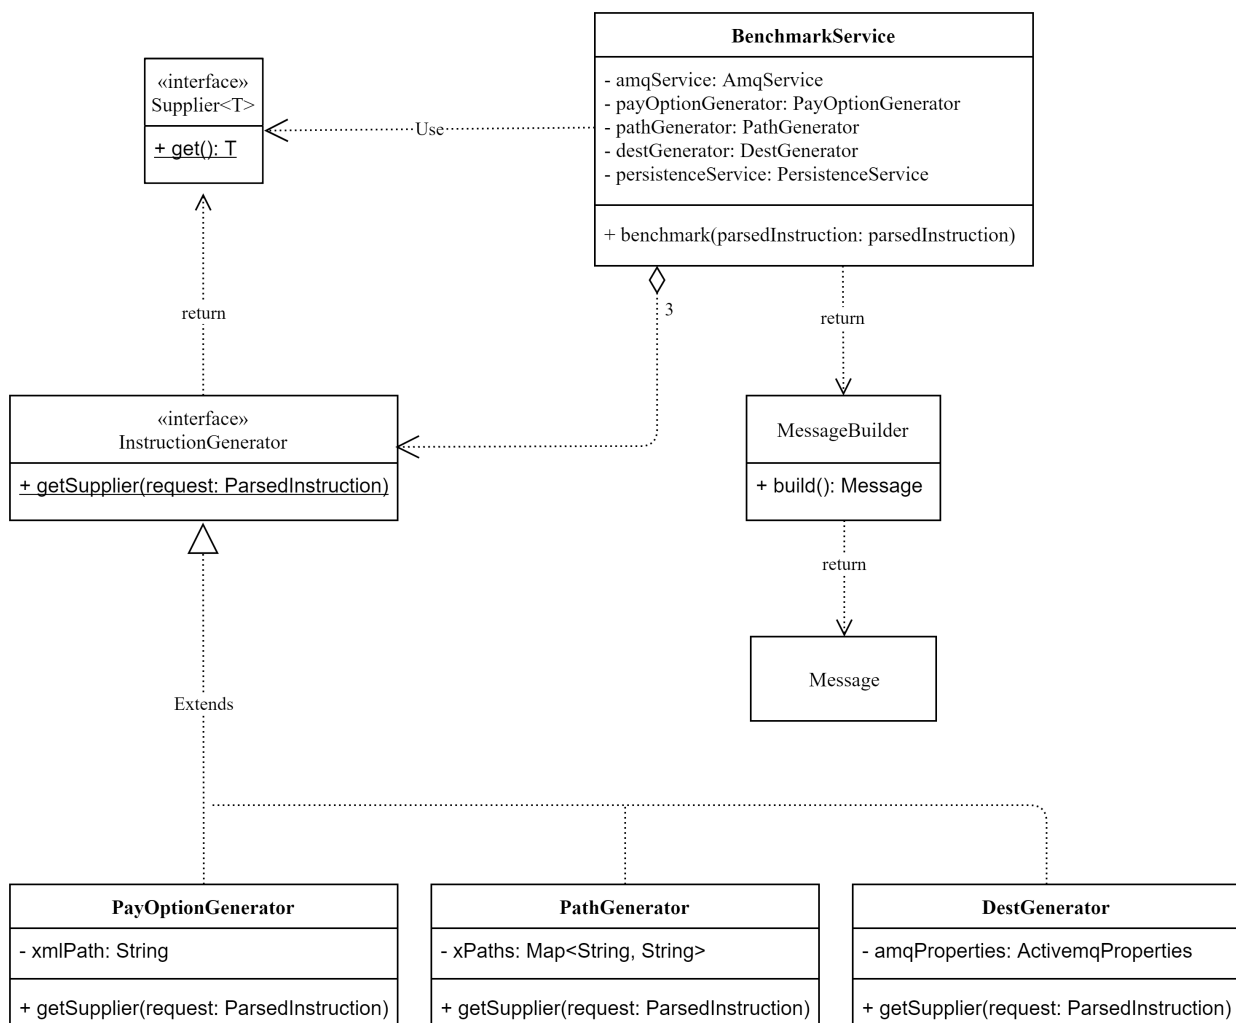 BenchmarkService
- amqService: AmqService
- payOptionGenerator: PayOptionGenerator
- pathGenerator: PathGenerator
- destGenerator: DestGenerator
- persistenceService: PersistenceService
+ benchmark(parsedInstruction: parsedInstruction)
«interface»
Supplier<T>
+ get(): T
Use
return
3
return
«interface»
InstructionGenerator
+ getSupplier(request: ParsedInstruction)
MessageBuilder
+ build(): Message
return
Message
Extends
PayOptionGenerator
- xmlPath: String
+ getSupplier(request: ParsedInstruction)
PathGenerator
- xPaths: Map<String, String>
+ getSupplier(request: ParsedInstruction)
DestGenerator
- amqProperties: ActivemqProperties
+ getSupplier(request: ParsedInstruction)